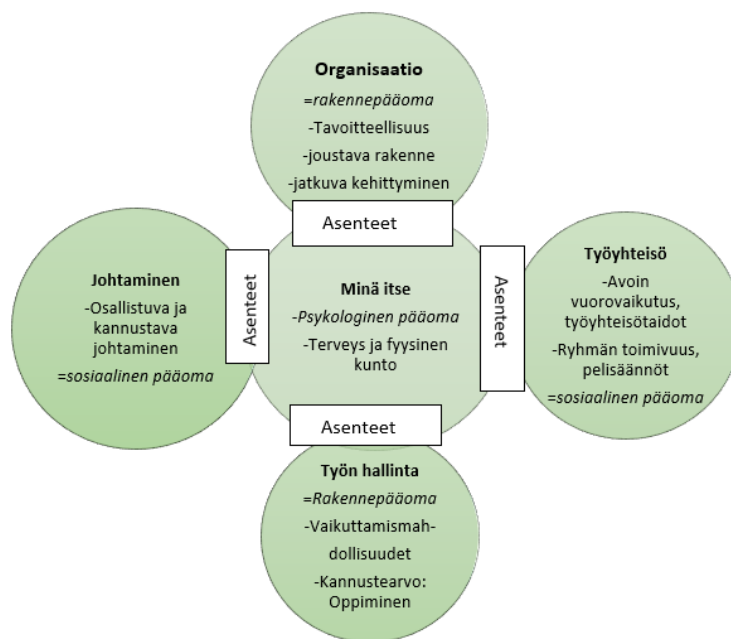 Organisaatio
=rakennepääoma
-Tavoitteellisuus
-joustava rakenne
-jatkuva kehittyminen
Asenteet
Johtaminen
-Osallistuva ja
kannustava
johtaminen
=sosiaalinen pääoma
Asenteet
Minä itse
-Psykologinen pääoma
-Terveys ja fyysinen
kunto
Asenteet
Työyhteisö
-Avoin
vuorovaikutus,
työyhteisötaidot
-Ryhmän toimivuus,
pelisäännöt
=sosiaalinen pääoma
Asenteet
Työn hallinta
=Rakennepääoma
-Vaikuttamismah-
dollisuudet
-Kannustearvo:
Oppiminen